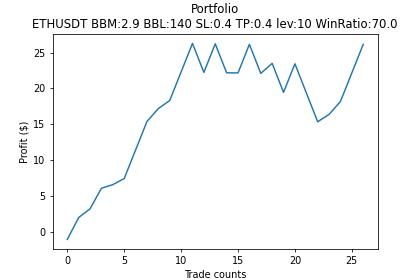 Portfolio
ETHUSDT BBM:2.9 BBL:140 SL:0.4 TP:0.4 lev:10 WinRatio:70.0
25
20
15
10
5
0
Profit ($)
0 5 10 15 20 25
Trade counts